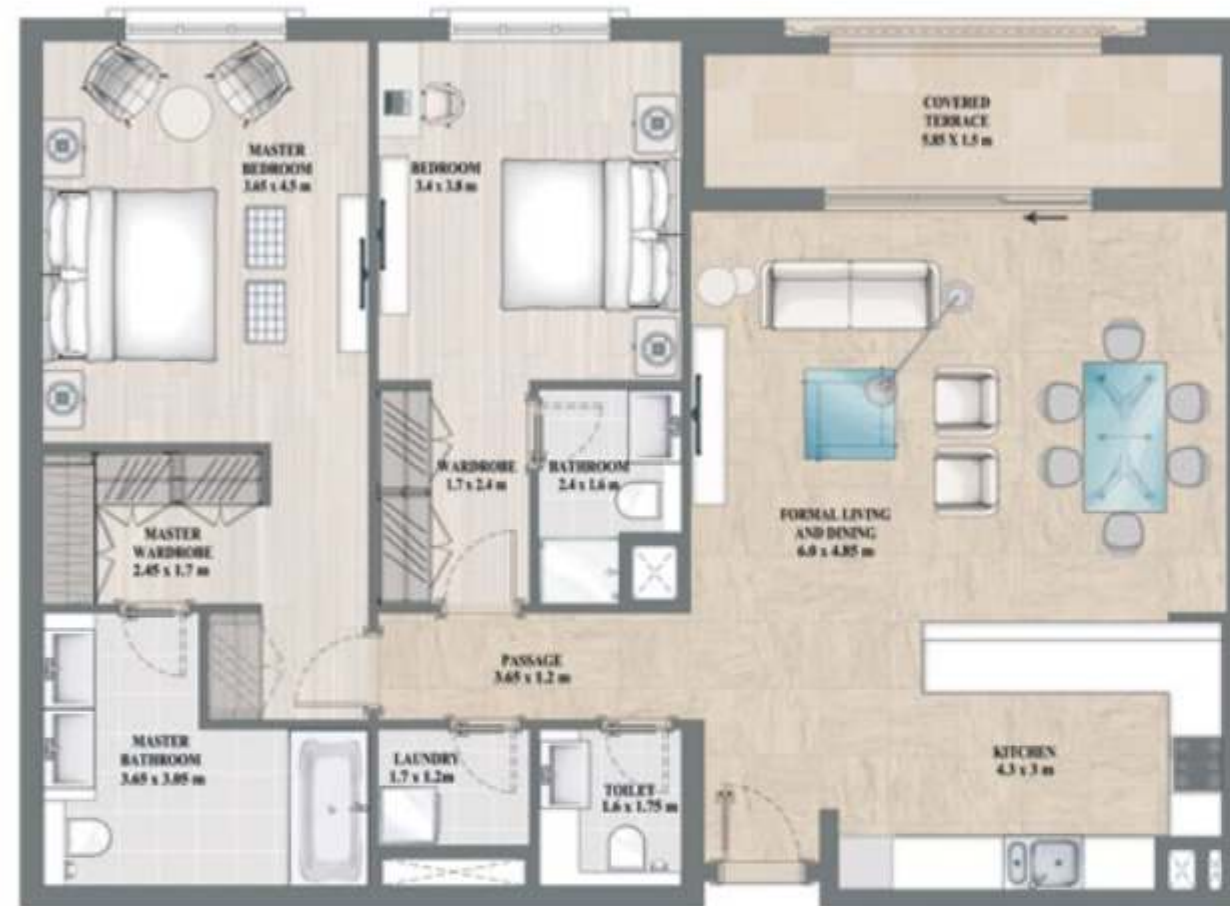 MASTER
BEDROOM
3.65 x 4.5 m
BEDROOM
3.4 x 3.8 m
COVERED
TERRACE
5.85 X 1.5 m
WARDROBE
1.7 x 2.4 m
BATHROOM
2.4 x 1.6 m
MASTER
WARDROBE
2.45 x 1.7 m
FORMAL LIVING
AND DINING
6.0 x 4.85 m
PASSAGE
3.65 x 1.2 m
MASTER
BATHROOM
3.65 x 3.05 m
LAUNDRY
1.7 x 1.2m
TOILET
1.6 x 1.75 m
KITCHEN
4.3 x 3 m